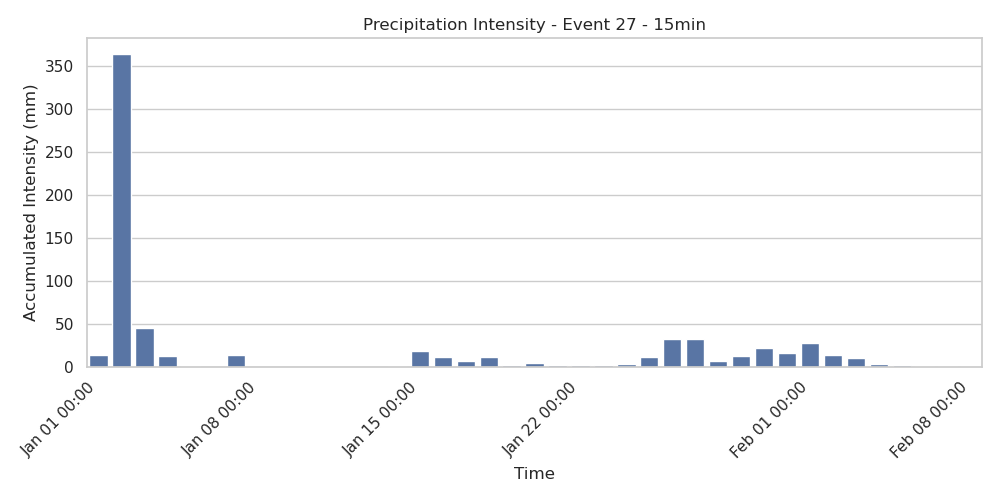 Precipitation Intensity - Event 27 - 15min
Accumulated Intensity (mm)
350
300
250
200
150
100
50
0
Jan 01 00:00
Jan 08 00:00
Jan 15 00:00
Jan 22 00:00
Feb 01 00:00
Feb 08 00:00
Time